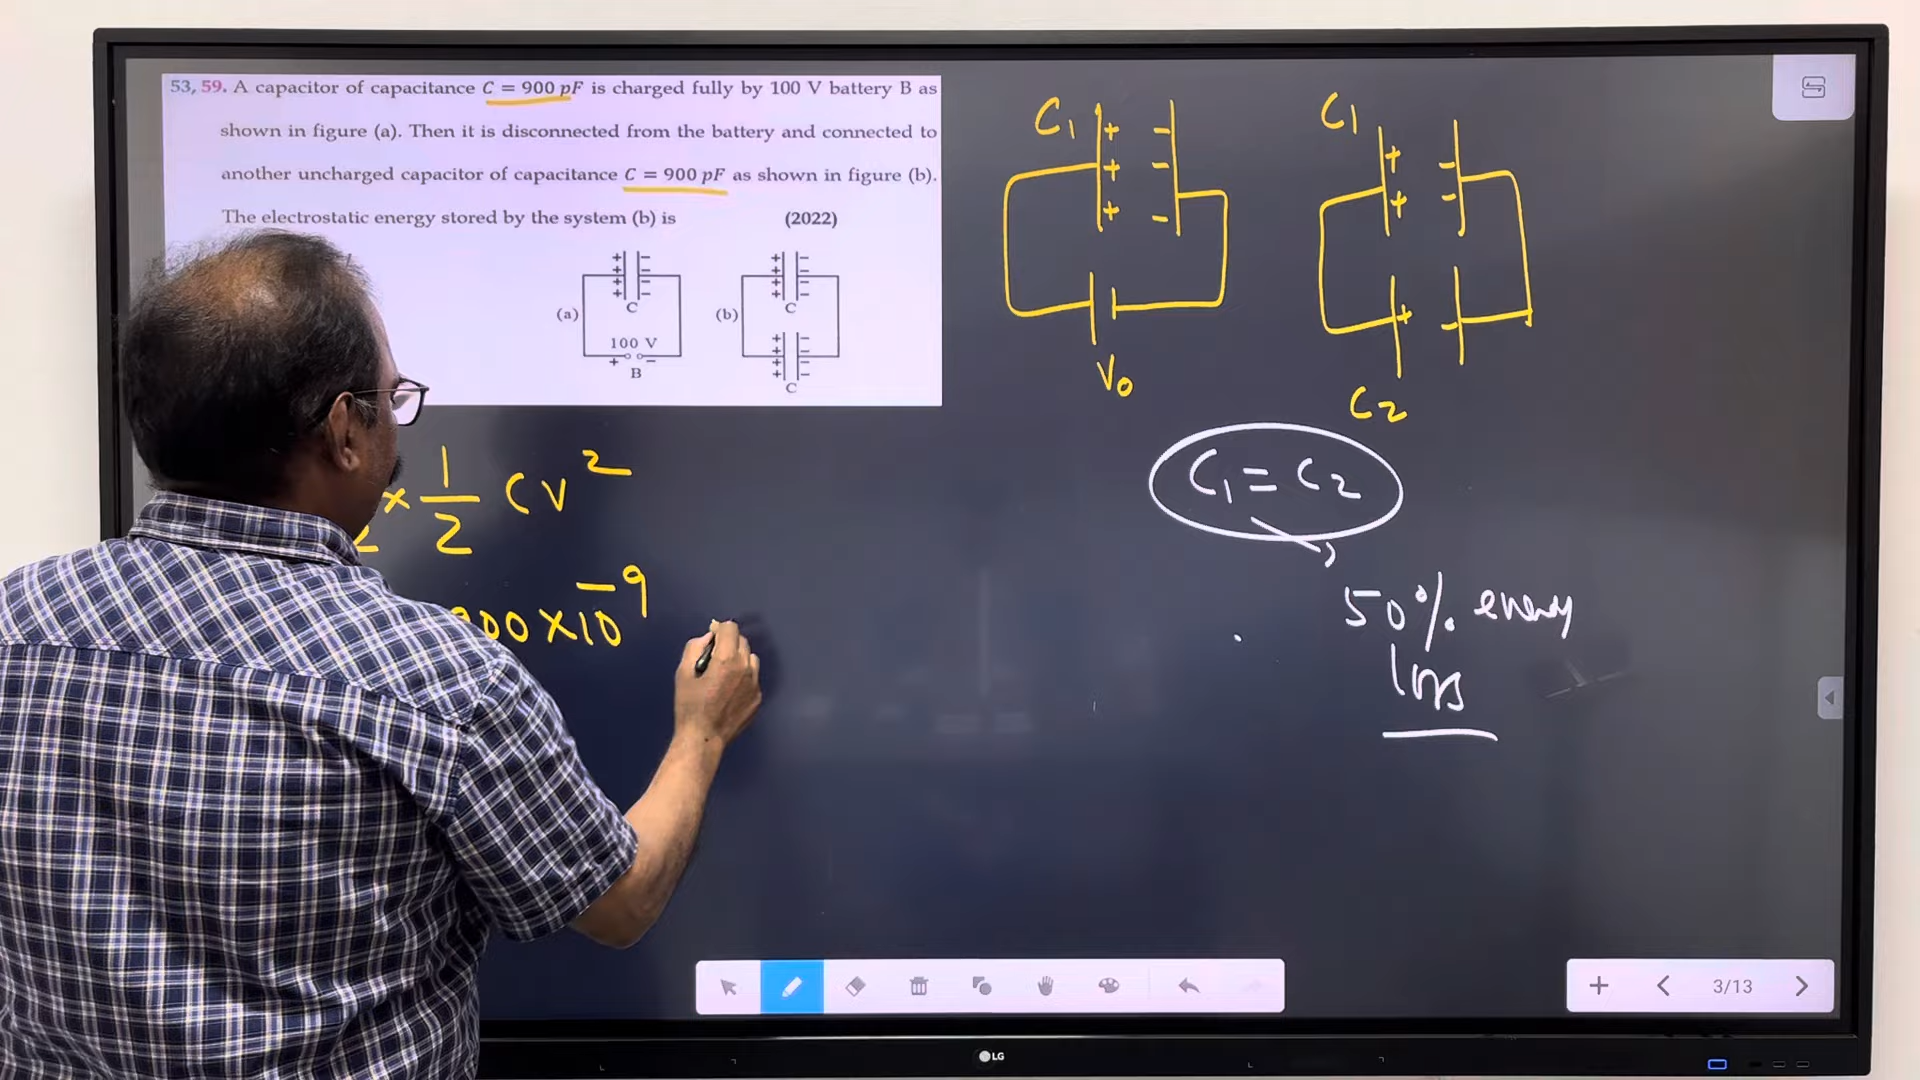 53, 59. A capacitor of capacitance C = 900 pF is charged fully by 100 V battery B as
shown in figure (a). Then it is disconnected from the battery and connected to
another uncharged capacitor of capacitance C = 900 pF as shown in figure (b).
The electrostatic energy stored by the system (b) is (2022)
(a)
+ −
+ −
+ −
+ −
C
100 V
+ −
B
(b)
+ −
+ −
+ −
+ −
C
+ −
+ −
+ −
+ −
C
C1
+ −
+ −
+ −
V0
C1
+ −
+ −
+ −
C2
2 × 1/2 CV²
00 × 10⁻⁹
C1 = C2
50% energy
loss
3/13
LG